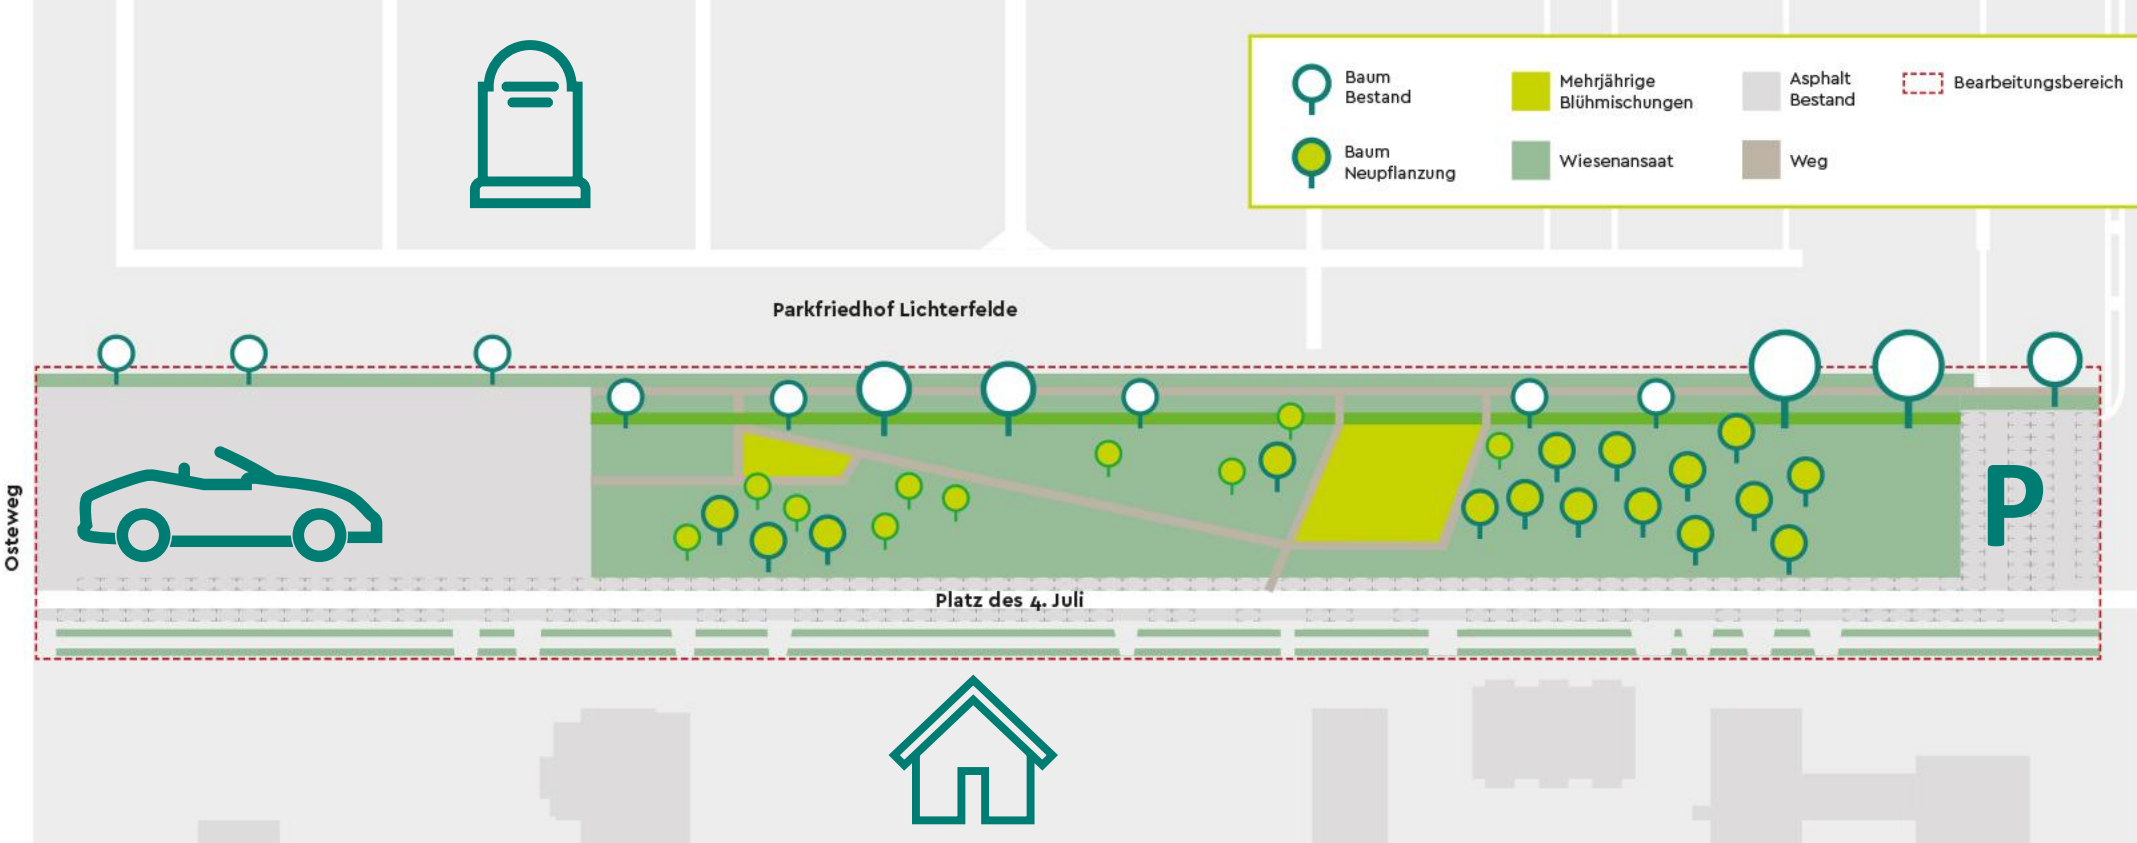 Baum
Bestand
Mehrjährige
Blühmischungen
Asphalt
Bestand
Bearbeitungsbereich
Baum
Neupflanzung
Wiesenansaat
Weg
Parkfriedhof Lichterfelde
Osteweg
P
Platz des 4. Juli